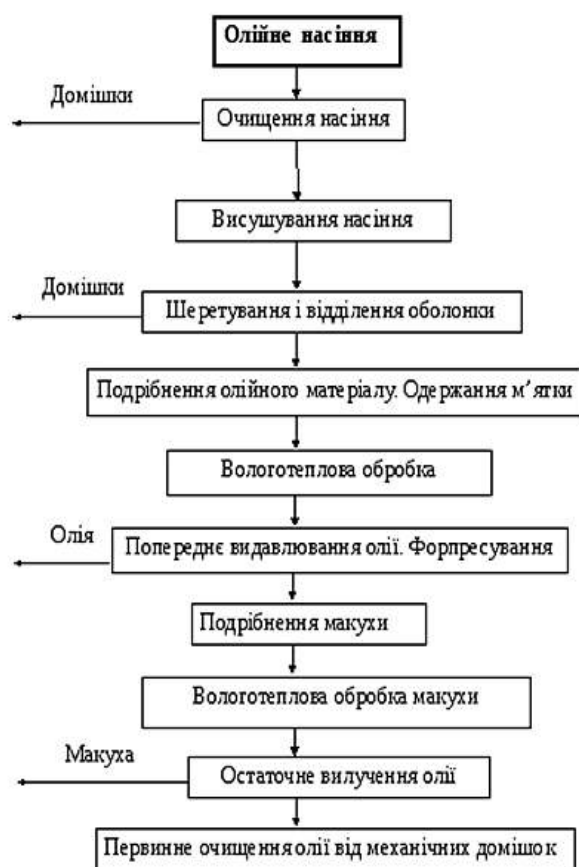 Олійне насіння
Домішки
Очищення насіння
Висушування насіння
Домішки
Шеретування і відділення оболонки
Подрібнення олійного матеріалу. Одержання м’ятки
Вологотеплова обробка
Олія
Попереднє видавлювання олії. Форпресування
Подрібнення макухи
Вологотеплова обробка макухи
Макуха
Остаточне вилучення олії
Первинне очищення олії від механічних домішок